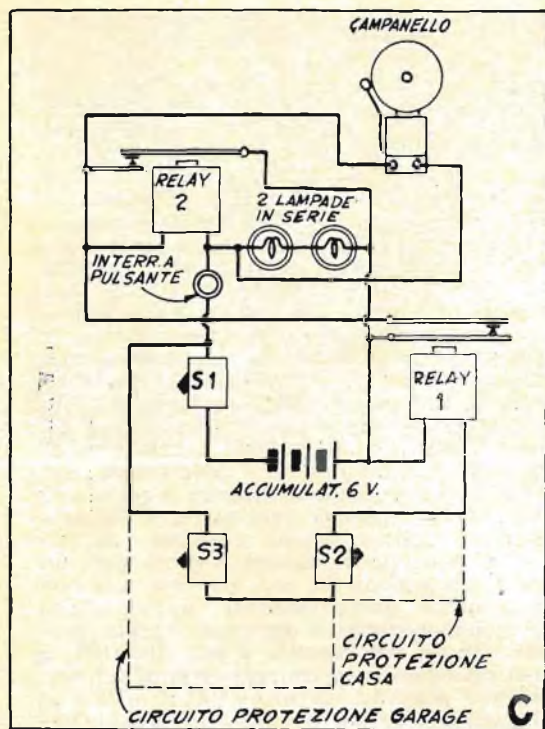 CAMPANELLO
RELAY
2
2 LAMPADE
IN SERIE
INTERR. A
PULSANTE
S1
RELAY
1
ACCUMULAT. 6 V.
S3
S2
CIRCUITO
PROTEZIONE
CASA
CIRCUITO PROTEZIONE GARAGE
C